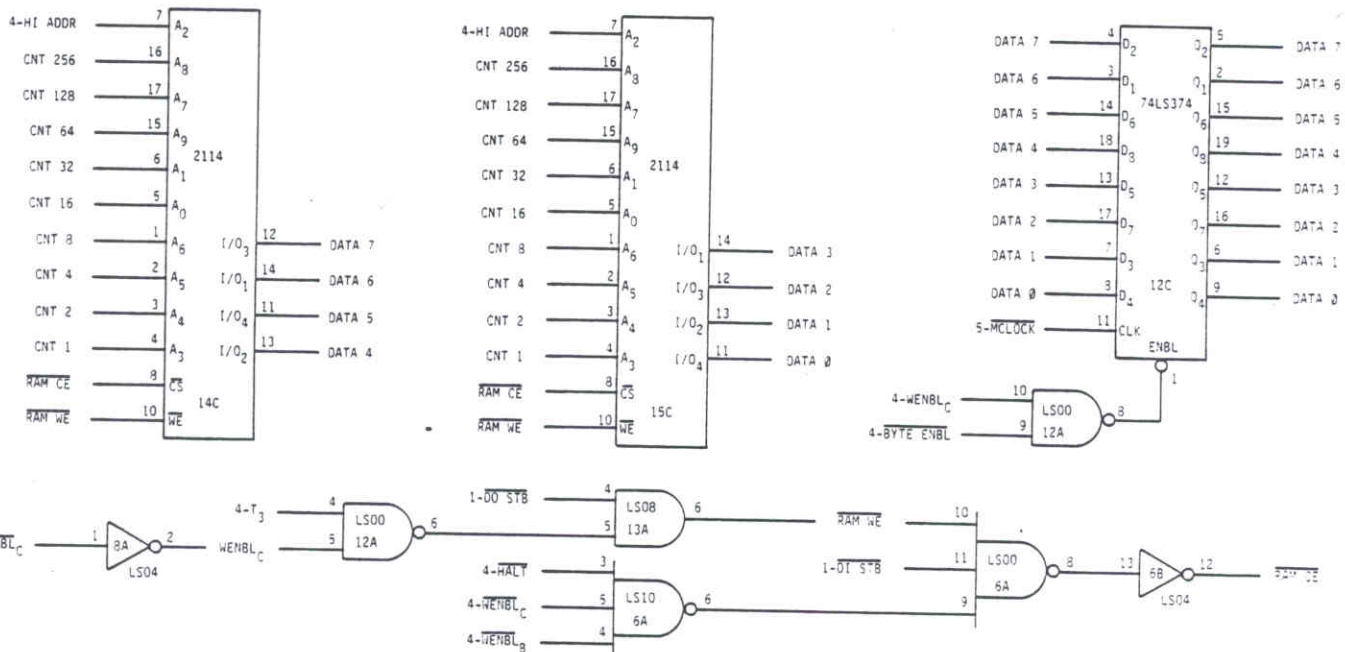 4-HI ADDR 7 A2
CNT 256 16 A8
CNT 128 17 A7
CNT 64 15 A9
CNT 32 6 A1
CNT 16 5 A0
CNT 8 1 A6
CNT 4 2 A5
CNT 2 3 A4
CNT 1 4 A3
RAM CE 8 CS
RAM WE 10 WE
2114
I/O3 12 DATA 7
I/O1 14 DATA 6
I/O4 11 DATA 5
I/O2 13 DATA 4
14C
4-HI ADDR 7 A2
CNT 256 16 A8
CNT 128 17 A7
CNT 64 15 A9
CNT 32 6 A1
CNT 16 5 A0
CNT 8 1 A6
CNT 4 2 A5
CNT 2 3 A4
CNT 1 4 A3
RAM CE 8 CS
RAM WE 10 WE
2114
I/O1 14 DATA 3
I/O3 12 DATA 2
I/O2 13 DATA 1
I/O4 11 DATA Ø
15C
DATA 7 4 D2 Q2 5 DATA 7
DATA 6 3 D1 Q1 2 DATA 6
74LS374
DATA 5 14 D6 Q6 15 DATA 5
DATA 4 18 D8 Q8 19 DATA 4
DATA 3 13 D5 Q5 12 DATA 3
DATA 2 17 D7 Q7 16 DATA 2
DATA 1 7 D3 Q3 6 DATA 1
DATA Ø 8 D4 12C Q4 9 DATA Ø
5-MCLOCK 11 CLK
ENBL
1
4-WENBLC 10
LS00 8
4-BYTE ENBL 9 12A
BLC 1 8A 2 WENBLC
LS04
4-T3 4
LS00 6
5 12A
1-DO STB 4
LS08 6
5 13A
RAM WE 10
4-HALT 3
4-WENBLC 5 LS10 6
6A
4-WENBLB 4
1-DI STB 11 LS00 8
6A
9
13 6B 12 RAM CE
LS04